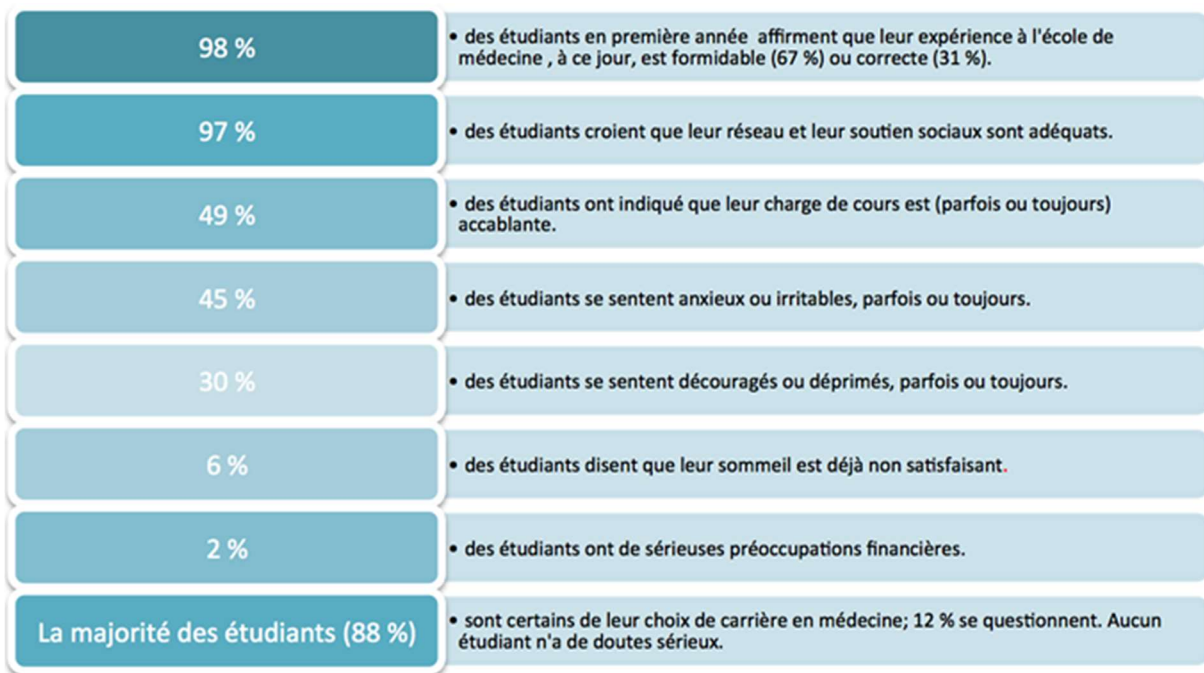 98 %
• des étudiants en première année  affirment que leur expérience à l'école de
médecine , à ce jour, est formidable (67 %) ou correcte (31 %).
97 %
• des étudiants croient que leur réseau et leur soutien sociaux sont adéquats.
49 %
• des étudiants ont indiqué que leur charge de cours est (parfois ou toujours)
accablante.
45 %
• des étudiants se sentent anxieux ou irritables, parfois ou toujours.
30 %
• des étudiants se sentent découragés ou déprimés, parfois ou toujours.
6 %
• des étudiants disent que leur sommeil est déjà non satisfaisant.
2 %
• des étudiants ont de sérieuses préoccupations financières.
La majorité des étudiants (88 %)
• sont certains de leur choix de carrière en médecine; 12 % se questionnent. Aucun
étudiant n'a de doutes sérieux.